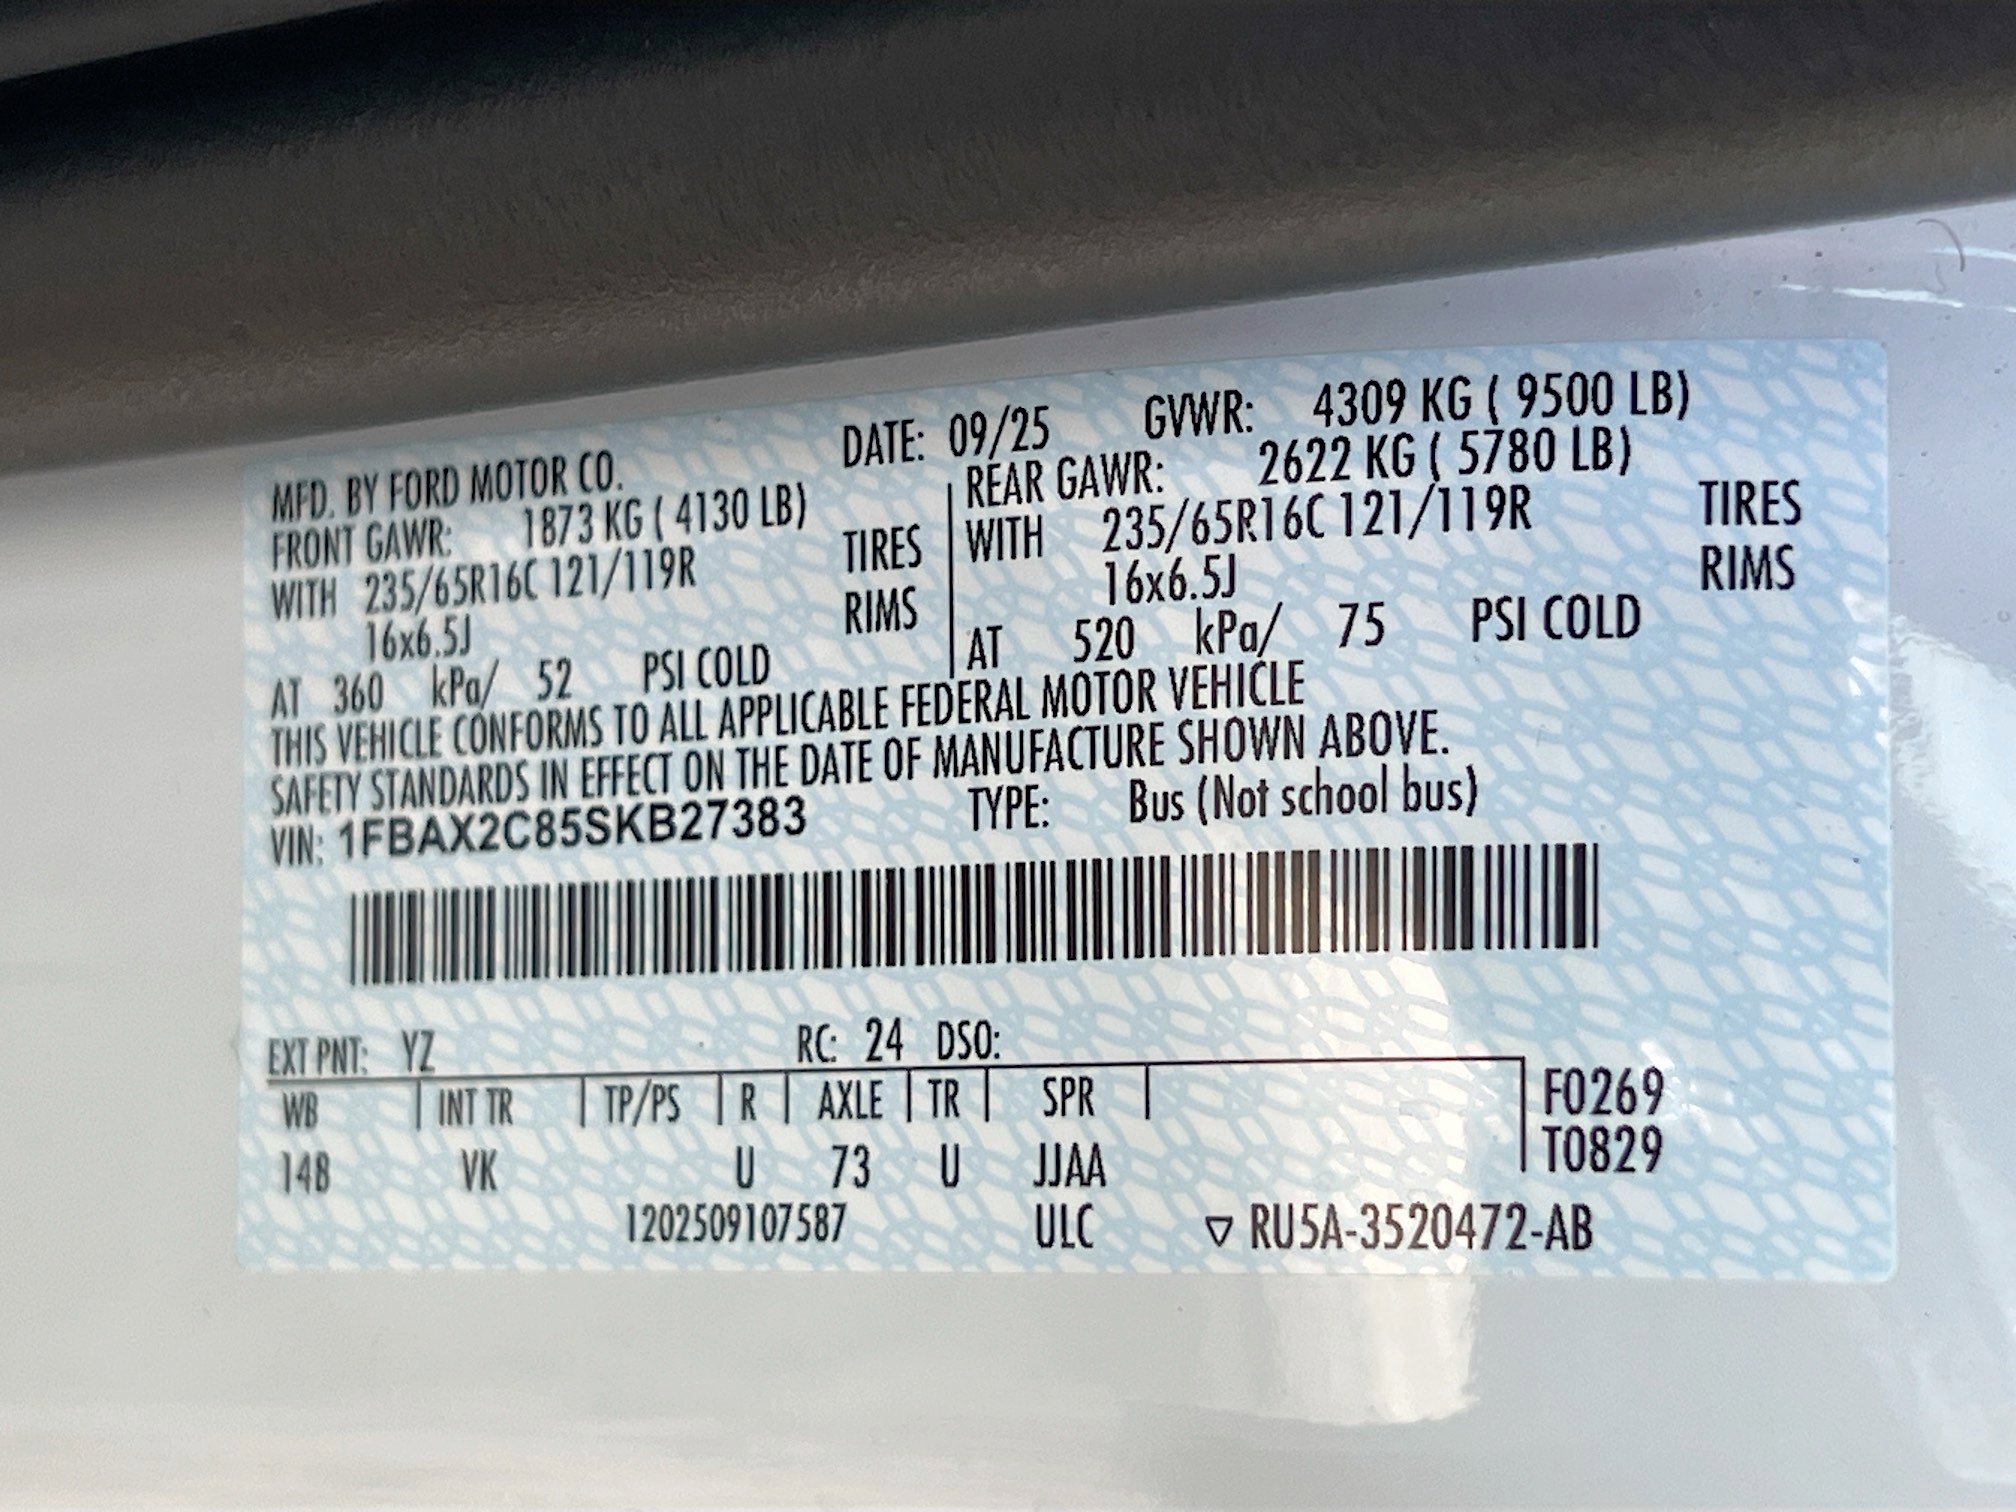 MFD. BY FORD MOTOR CO. DATE: 09/25 GVWR: 4309 KG ( 9500 LB)
FRONT GAWR: 1873 KG ( 4130 LB)
WITH 235/65R16C 121/119R TIRES
16x6.5J RIMS
AT 360 kPa/ 52 PSI COLD
REAR GAWR: 2622 KG ( 5780 LB)
WITH 235/65R16C 121/119R TIRES
16x6.5J RIMS
AT 520 kPa/ 75 PSI COLD
THIS VEHICLE CONFORMS TO ALL APPLICABLE FEDERAL MOTOR VEHICLE
SAFETY STANDARDS IN EFFECT ON THE DATE OF MANUFACTURE SHOWN ABOVE.
VIN: 1FBAX2C85SKB27383 TYPE: Bus (Not school bus)
EXT PNT: YZ RC: 24 DSO:
WB | INT TR | TP/PS | R | AXLE | TR | SPR | F0269
T0829
148 VK U 73 U JJAA
1202509107587 ULC ▽ RU5A-3520472-AB